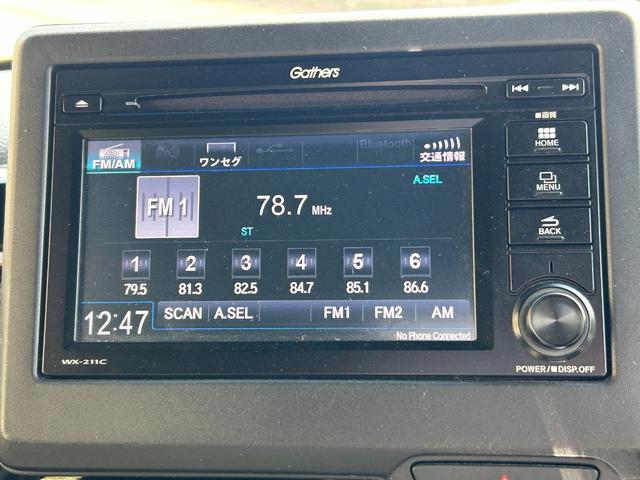 Gathers
■画質
HOME
MENU
BACK
POWER/■DISP.OFF
WX-211C
FM/AM
ワンセグ
Bluetooth
交通情報
A.SEL
FM 1
78.7 MHz
ST
1 2 3 4 5 6
79.5 81.3 82.5 84.7 85.1 86.6
12:47 SCAN A.SEL FM1 FM2 AM
No Phone Connected